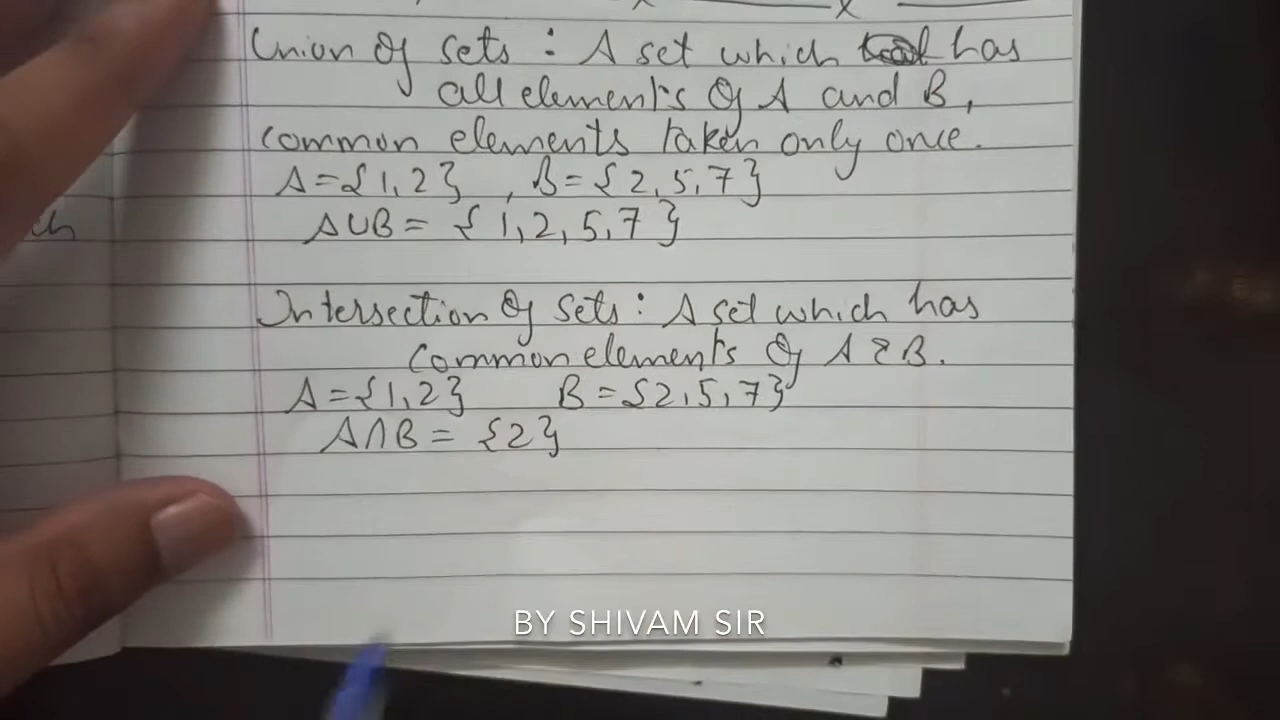 Union Of sets : A set which has
all elements Of A and B,
common elements taken only once.
A={1,2} , B={2,5,7}
A∪B= {1,2,5,7}
Intersection Of sets: A set which has
common elements Of A & B.
A={1,2} B={2,5,7}
A∩B= {2}
BY SHIVAM SIR